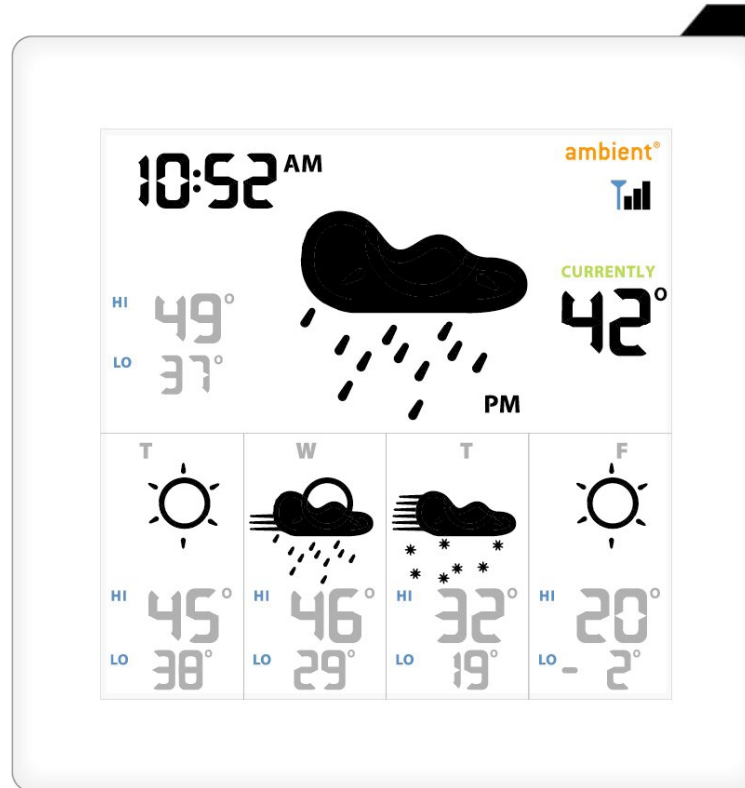 10:52 AM
ambient®
CURRENTLY
42°
HI 49°
LO 37°
PM
T W T F
HI 45° HI 46° HI 32° HI 20°
LO 38° LO 29° LO 19° LO - 2°